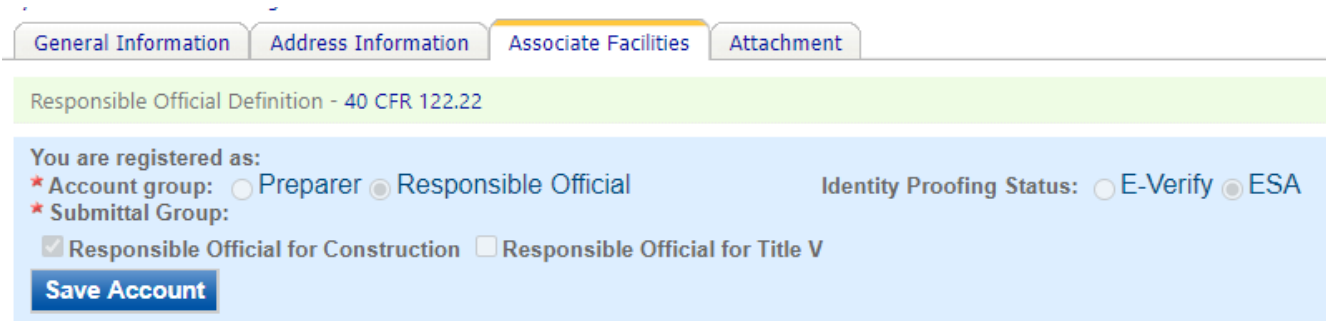 General Information Address Information Associate Facilities Attachment
Responsible Official Definition - 40 CFR 122.22
You are registered as:
* Account group: Preparer Responsible Official Identity Proofing Status: E-Verify ESA
* Submittal Group:
Responsible Official for Construction Responsible Official for Title V
Save Account